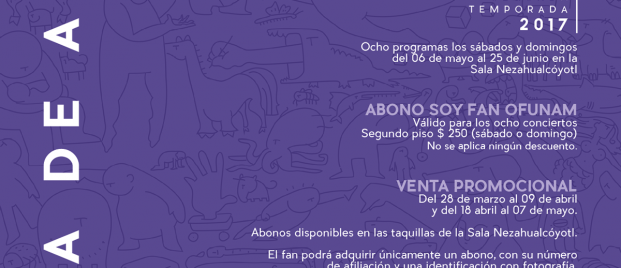 TEMPORADA
2017
Ocho programas los sábados y domingos
del 06 de mayo al 25 de junio en la
Sala Nezahualcóyotl
ABONO SOY FAN OFUNAM
Válido para los ocho conciertos
Segundo piso $ 250 (sábado o domingo)
No se aplica ningún descuento.
VENTA PROMOCIONAL
Del 28 de marzo al 09 de abril
y del 18 abril al 07 de mayo.
Abonos disponibles en las taquillas de la Sala Nezahualcóyotl.
El fan podrá adquirir únicamente un abono, con su número
de afiliación y una identificación con fotografía.
A DE A